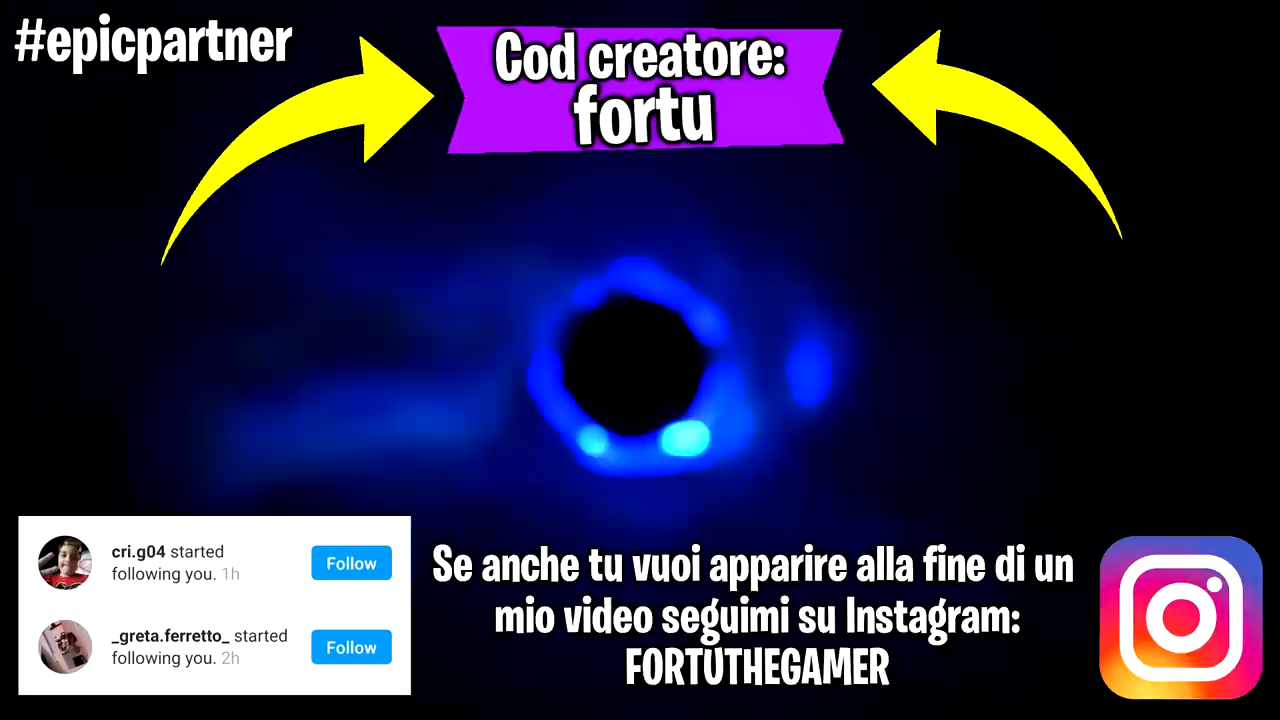 #epicpartner
Cod creatore:
fortu
cri.g04 started
following you. 1h
Follow
_greta.ferretto_ started
following you. 2h
Follow
Se anche tu vuoi apparire alla fine di un
mio video seguimi su Instagram:
FORTUTHEGAMER